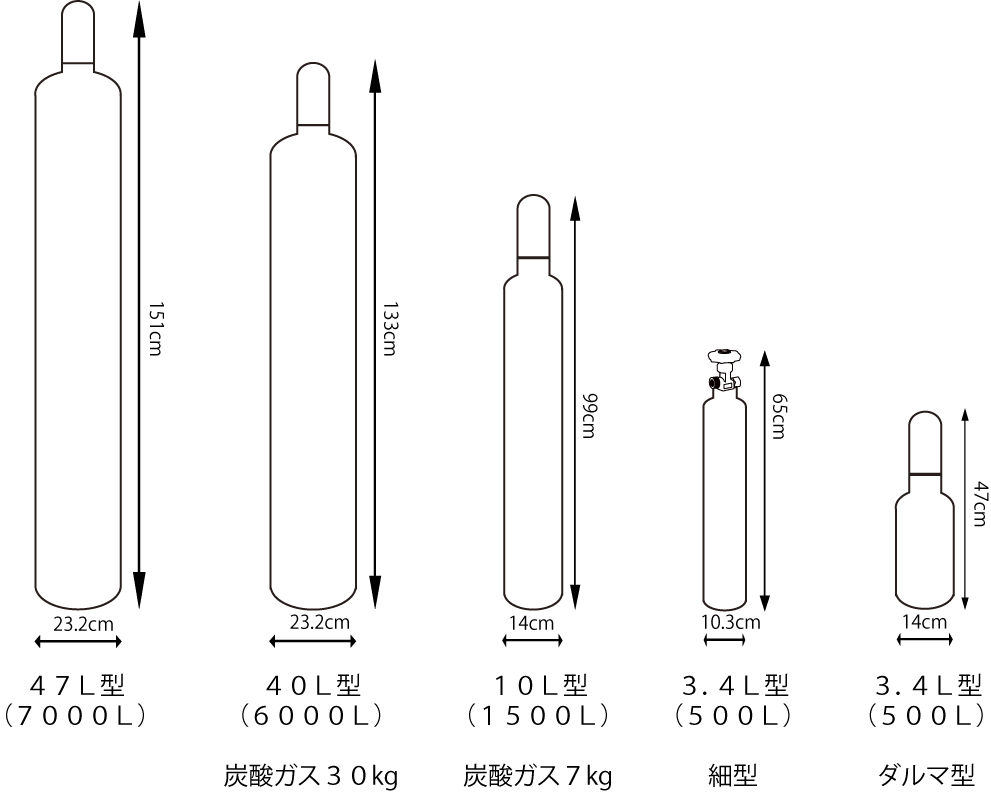 151cm
133cm
99cm
65cm
47cm
23.2cm
23.2cm
14cm
10.3cm
14cm
４７Ｌ型
（７０００Ｌ）
４０Ｌ型
（６０００Ｌ）
炭酸ガス３０kg
１０Ｌ型
（１５００Ｌ）
炭酸ガス７kg
３.４Ｌ型
（５００Ｌ）
細型
３.４Ｌ型
（５００Ｌ）
ダルマ型